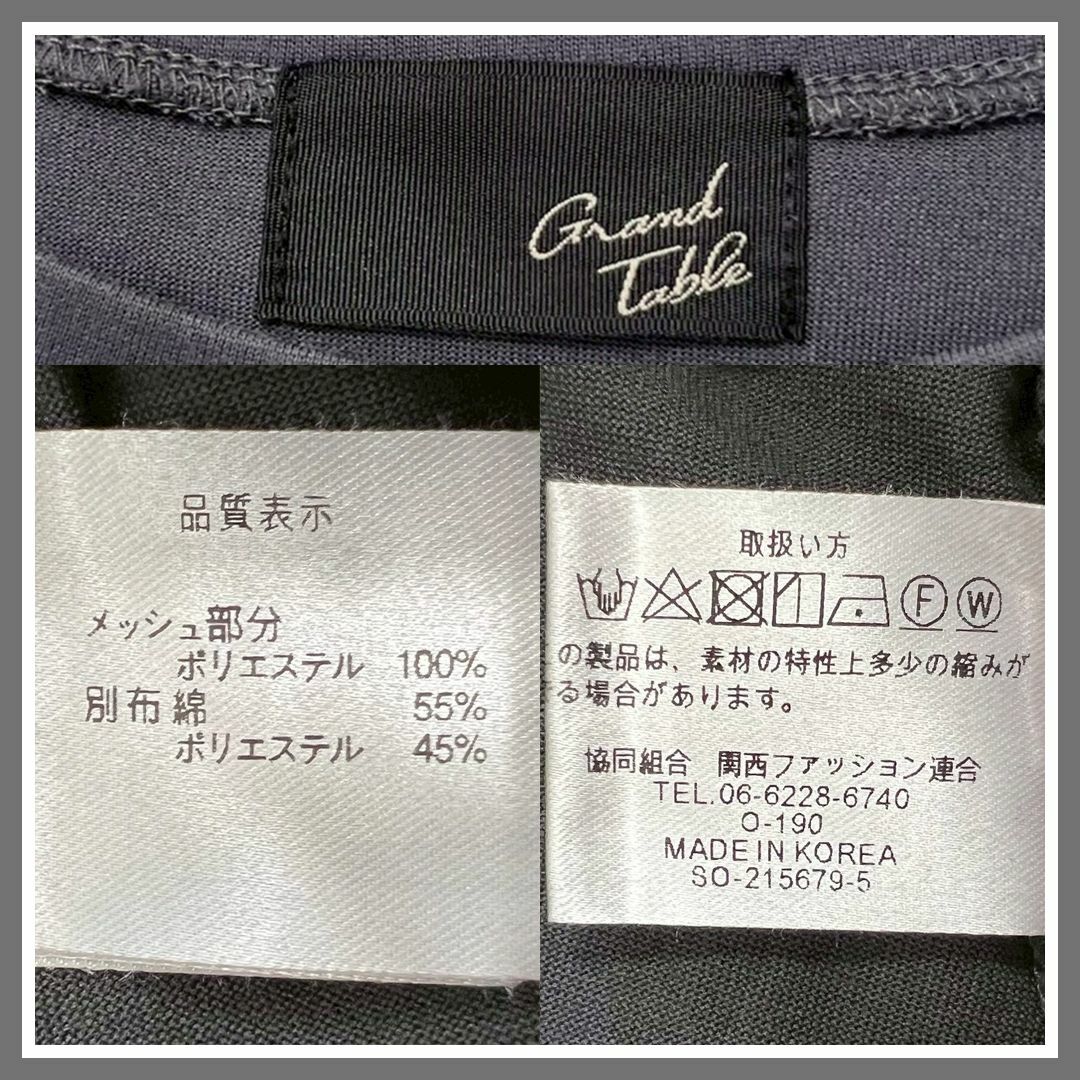 Grand
Table
品質表示
メッシュ部分
ポリエステル 100%
別布綿 55%
ポリエステル 45%
取扱い方
F W
の製品は、素材の特性上多少の縮みが
る場合があります。
協同組合 関西ファッション連合
TEL.06-6228-6740
O-190
MADE IN KOREA
SO-215679-5